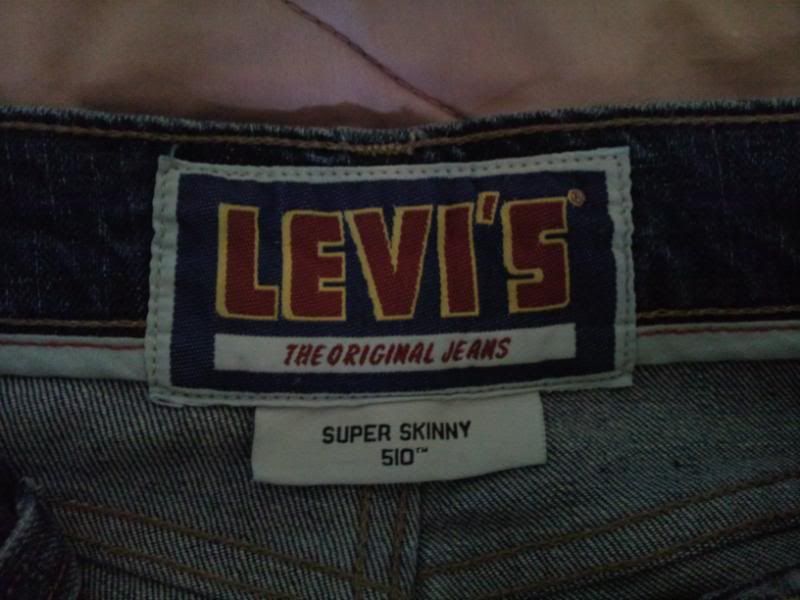 LEVI'S®
THE ORIGINAL JEANS
SUPER SKINNY
510™